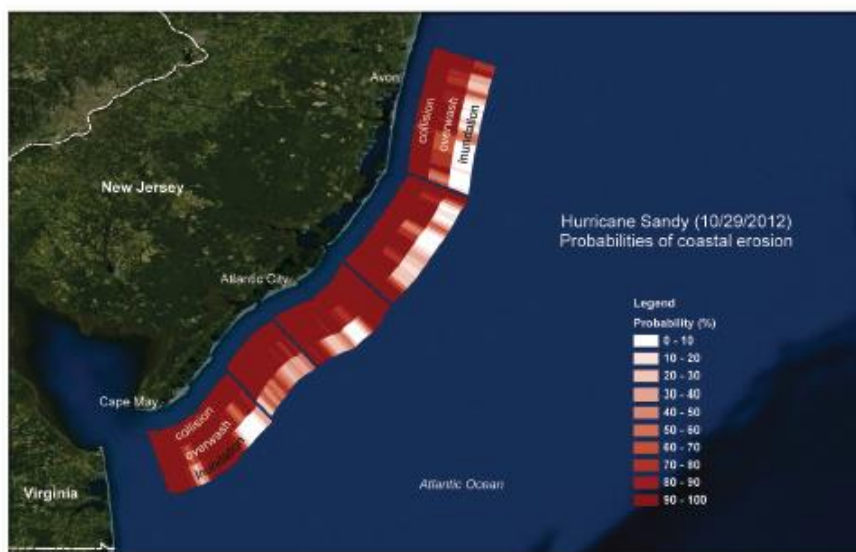 Avon
collision
overwash
inundation
New Jersey
Hurricane Sandy (10/29/2012)
Probabilities of coastal erosion
Atlantic City
Legend
Probability (%)
0 - 10
10 - 20
20 - 30
30 - 40
40 - 50
50 - 60
60 - 70
70 - 80
80 - 90
90 - 100
Cape May
collision
overwash
inundation
Virginia
Atlantic Ocean